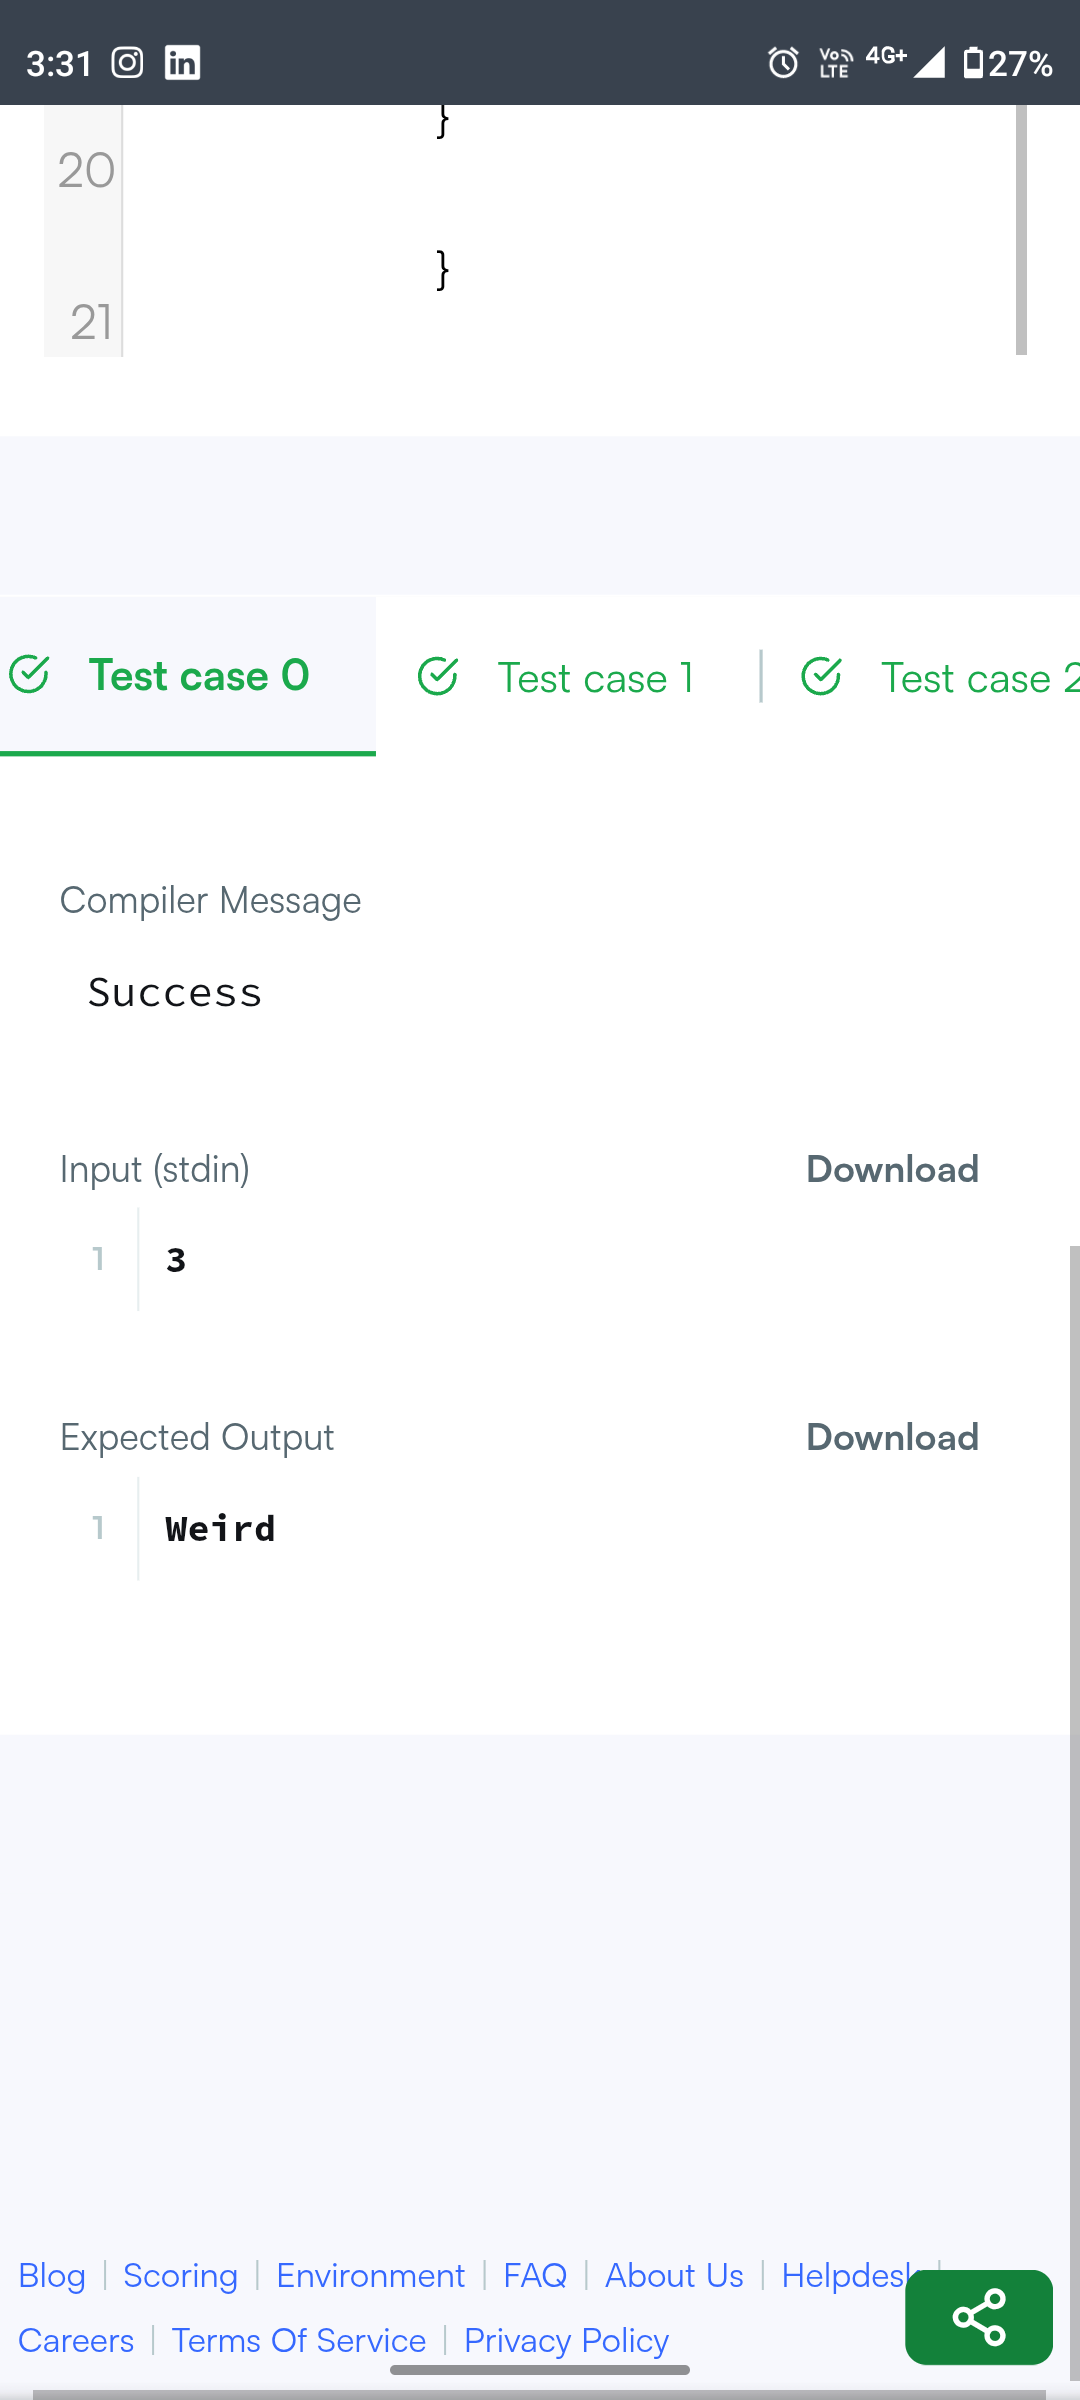 3:31 in Vo LTE 4G+ 27%
}
20
}
21
Test case 0 Test case 1 Test case 2
Compiler Message
Success
Input (stdin) Download
1 3
Expected Output Download
1 Weird
Blog | Scoring | Environment | FAQ | About Us | Helpdesk |
Careers | Terms Of Service | Privacy Policy